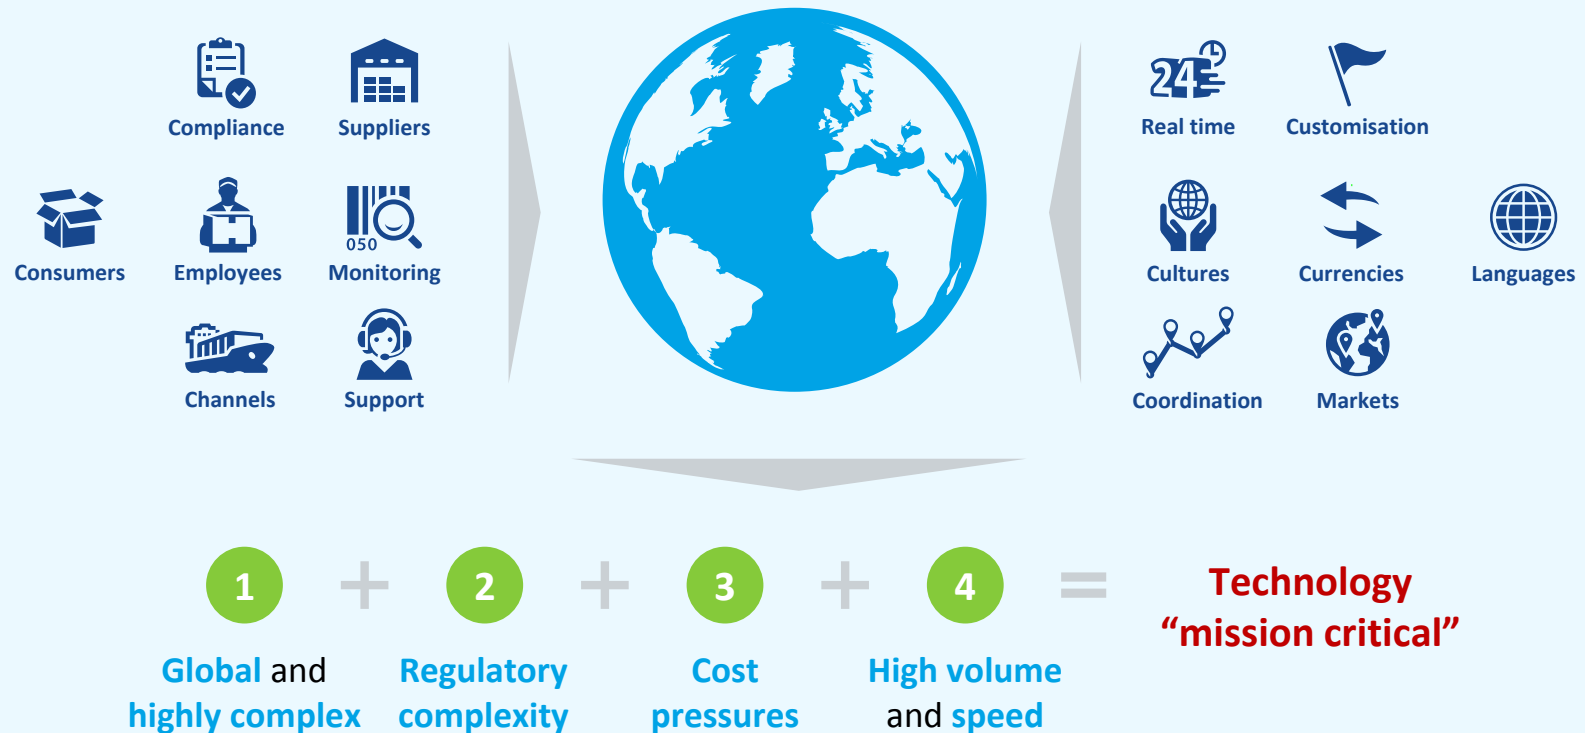 Compliance
Suppliers
Consumers
Employees
050
Monitoring
Channels
Support
24
Real time
Customisation
Cultures
Currencies
Languages
Coordination
Markets
1 + 2 + 3 + 4 =
Global and
highly complex
Regulatory
complexity
Cost
pressures
High volume
and speed
Technology
“mission critical”